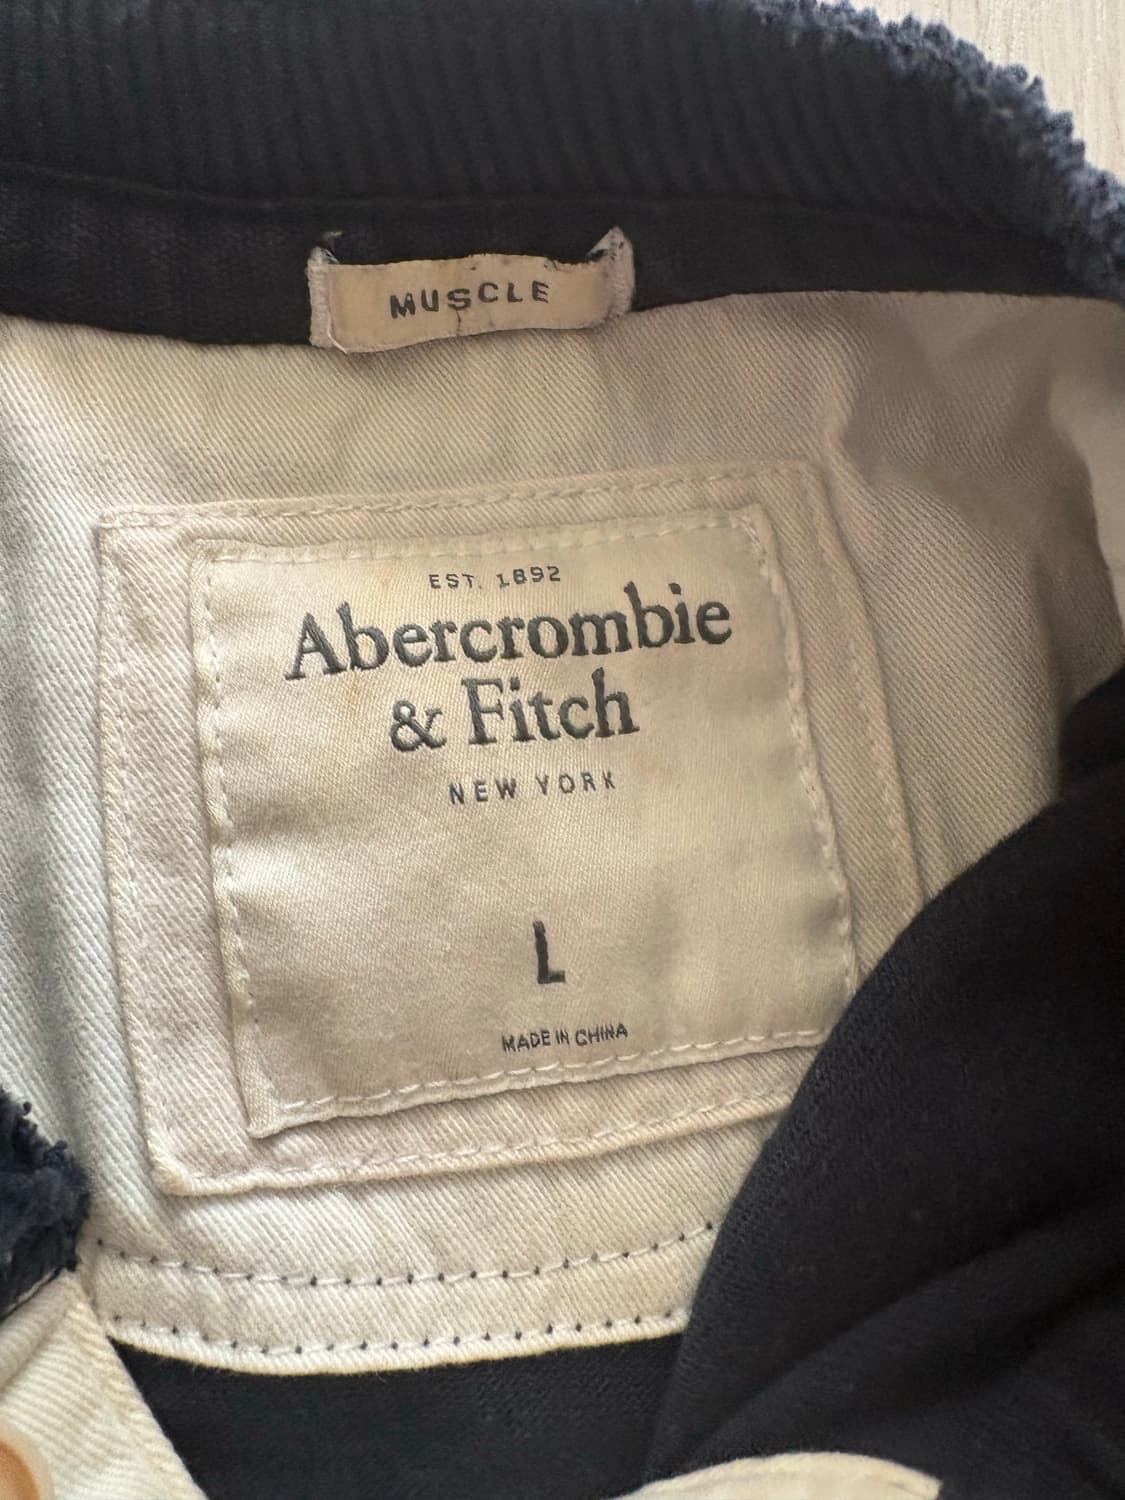 MUSCLE
EST. 1892
Abercrombie
& Fitch
NEW YORK
L
MADE IN CHINA